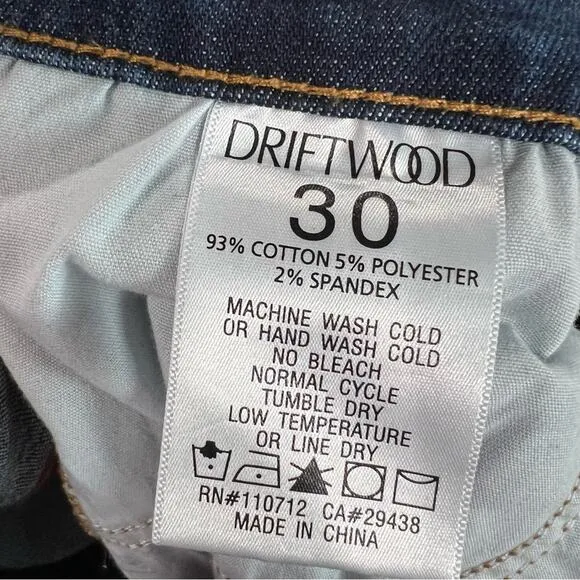 DRIFTWOOD
30
93% COTTON 5% POLYESTER
2% SPANDEX
MACHINE WASH COLD
OR HAND WASH COLD
NO BLEACH
NORMAL CYCLE
TUMBLE DRY
LOW TEMPERATURE
OR LINE DRY
RN#110712 CA#29438
MADE IN CHINA